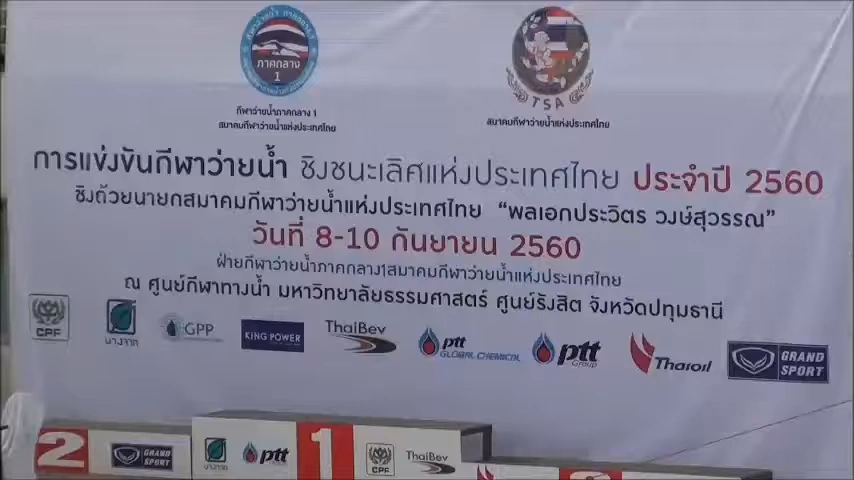 ภาคกลาง
1
TSA
กีฬาว่ายน้ำภาคกลาง 1
สมาคมกีฬาว่ายน้ำแห่งประเทศไทย
สมาคมกีฬาว่ายน้ำแห่งประเทศไทย
การแข่งขันกีฬาว่ายน้ำ ชิงชนะเลิศแห่งประเทศไทย ประจำปี 2560
ชิงถ้วยนายกสมาคมกีฬาว่ายน้ำแห่งประเทศไทย "พลเอกประวิตร วงษ์สุวรรณ"
วันที่ 8-10 กันยายน 2560
ฝ่ายกีฬาว่ายน้ำภาคกลาง1สมาคมกีฬาว่ายน้ำแห่งประเทศไทย
ณ ศูนย์กีฬาทางน้ำ มหาวิทยาลัยธรรมศาสตร์ ศูนย์รังสิต จังหวัดปทุมธานี
CPF บางจาก GPP KING POWER ThaiBev ptt GLOBAL CHEMICAL ptt Group Thaioil GRAND SPORT
2 GRAND SPORT บางจาก ptt 1 CPF ThaiBev